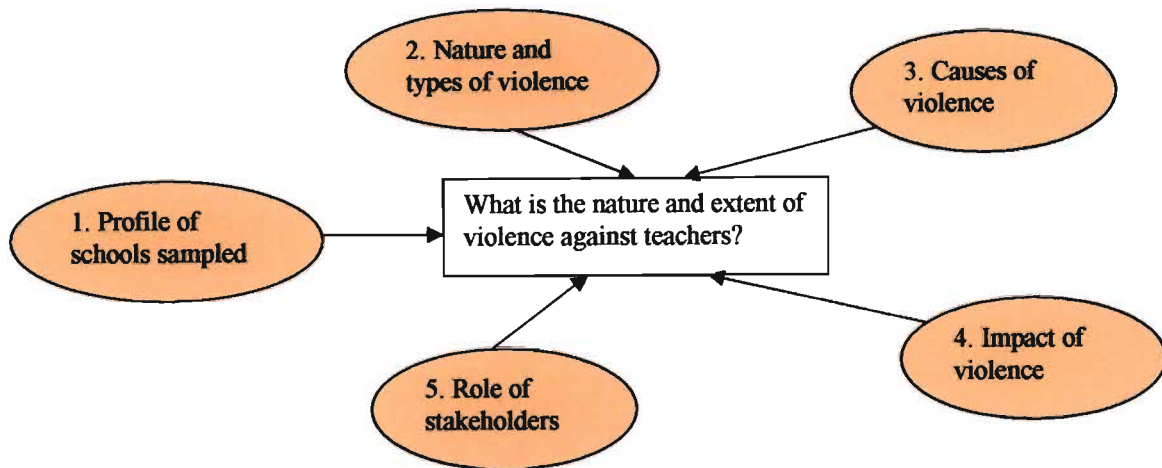 2. Nature and
types of violence
3. Causes of
violence
1. Profile of
schools sampled
What is the nature and extent of
violence against teachers?
4. Impact of
violence
5. Role of
stakeholders